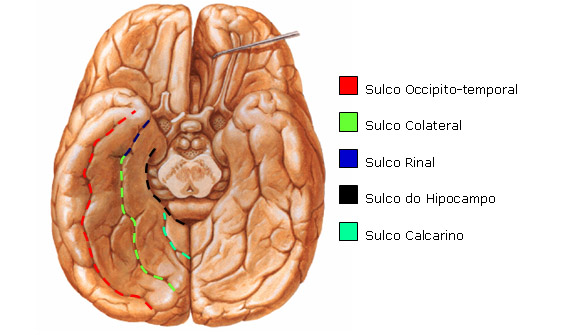 Sulco Occipito-temporal
Sulco Colateral
Sulco Rinal
Sulco do Hipocampo
Sulco Calcarino